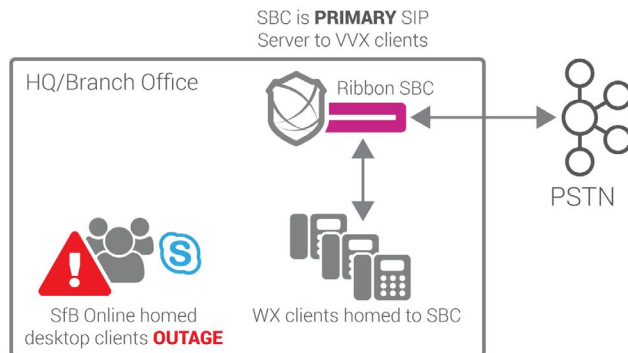 SBC is PRIMARY SIP
Server to VVX clients
HQ/Branch Office
Ribbon SBC
PSTN
S
!
SfB Online homed
desktop clients OUTAGE
WX clients homed to SBC